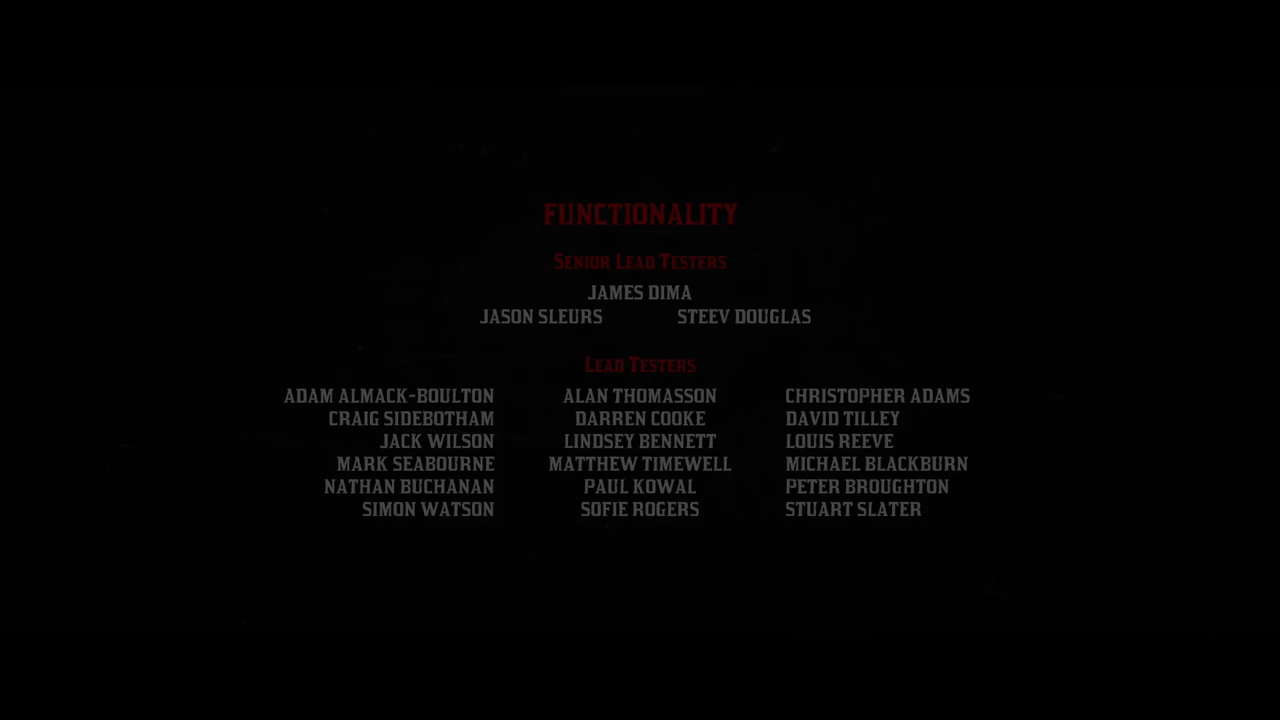 FUNCTIONALITY
SENIOR LEAD TESTERS
JAMES DIMA
JASON SLEURS STEEV DOUGLAS
LEAD TESTERS
ADAM ALMACK-BOULTON ALAN THOMASSON CHRISTOPHER ADAMS
CRAIG SIDEBOTHAM DARREN COOKE DAVID TILLEY
JACK WILSON LINDSEY BENNETT LOUIS REEVE
MARK SEABOURNE MATTHEW TIMEWELL MICHAEL BLACKBURN
NATHAN BUCHANAN PAUL KOWAL PETER BROUGHTON
SIMON WATSON SOFIE ROGERS STUART SLATER